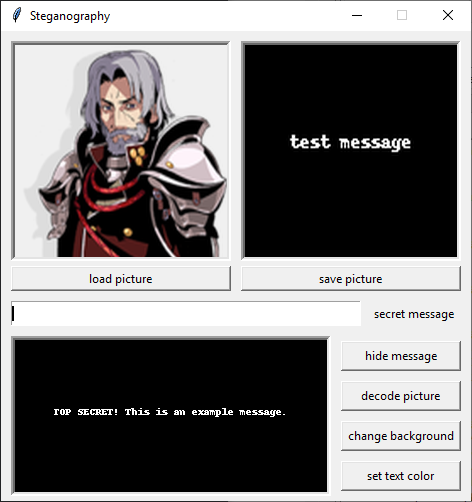 Steganography
test message
load picture
save picture
secret message
TOP SECRET! This is an example message.
hide message
decode picture
change background
set text color